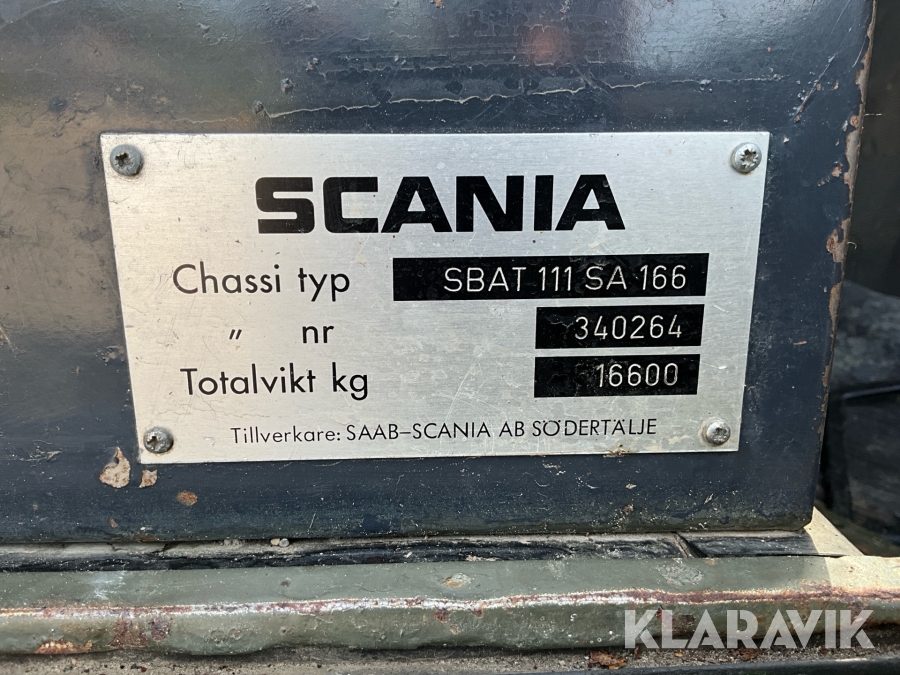 SCANIA
Chassi typ SBAT 111 SA 166
〃 nr 340264
Totalvikt kg 16600
Tillverkare: SAAB-SCANIA AB SÖDERTÄLJE
KLARAVIK